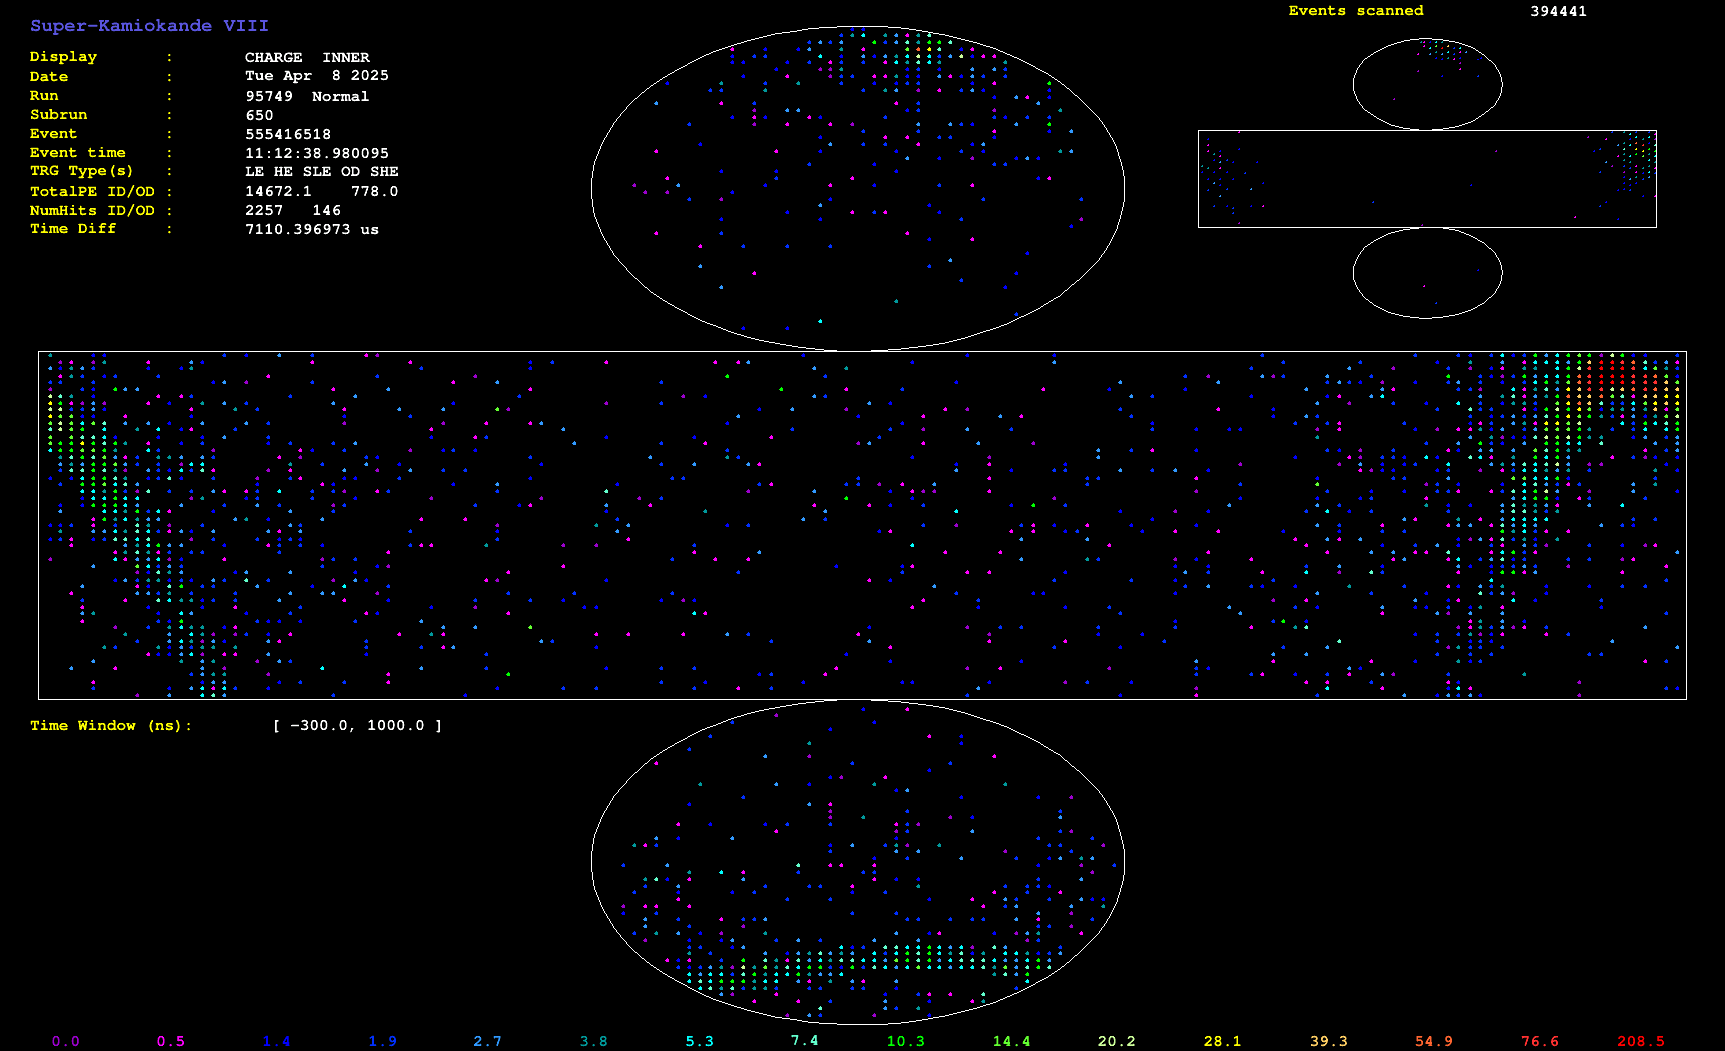 Super-Kamiokande VIII
Events scanned 394441
Display : CHARGE INNER
Date : Tue Apr 8 2025
Run : 95749 Normal
Subrun : 650
Event : 555416518
Event time : 11:12:38.980095
TRG Type(s) : LE HE SLE OD SHE
TotalPE ID/OD : 14672.1 778.0
NumHits ID/OD : 2257 146
Time Diff : 7110.396973 us
Time Window (ns): [ -300.0, 1000.0 ]
0.0 0.5 1.4 1.9 2.7 3.8 5.3 7.4 10.3 14.4 20.2 28.1 39.3 54.9 76.6 208.5